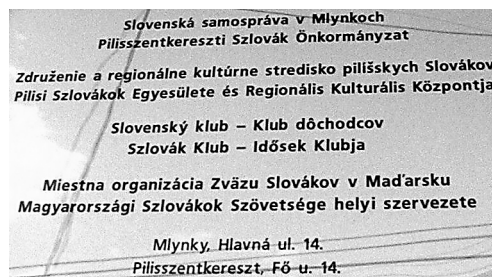 Slovenská samospráva v Mlynkoch
Pilisszentkereszti Szlovák Önkormányzat
Združenie a regionálne kultúrne stredisko pilišskych Slovákov
Pilisi Szlovákok Egyesülete és Regionális Kulturális Központja
Slovenský klub – Klub dôchodcov
Szlovák Klub – Idősek Klubja
Miestna organizácia Zväzu Slovákov v Maďarsku
Magyarországi Szlovákok Szövetsége helyi szervezete
Mlynky, Hlavná ul. 14.
Pilisszentkereszt, Fő u. 14.